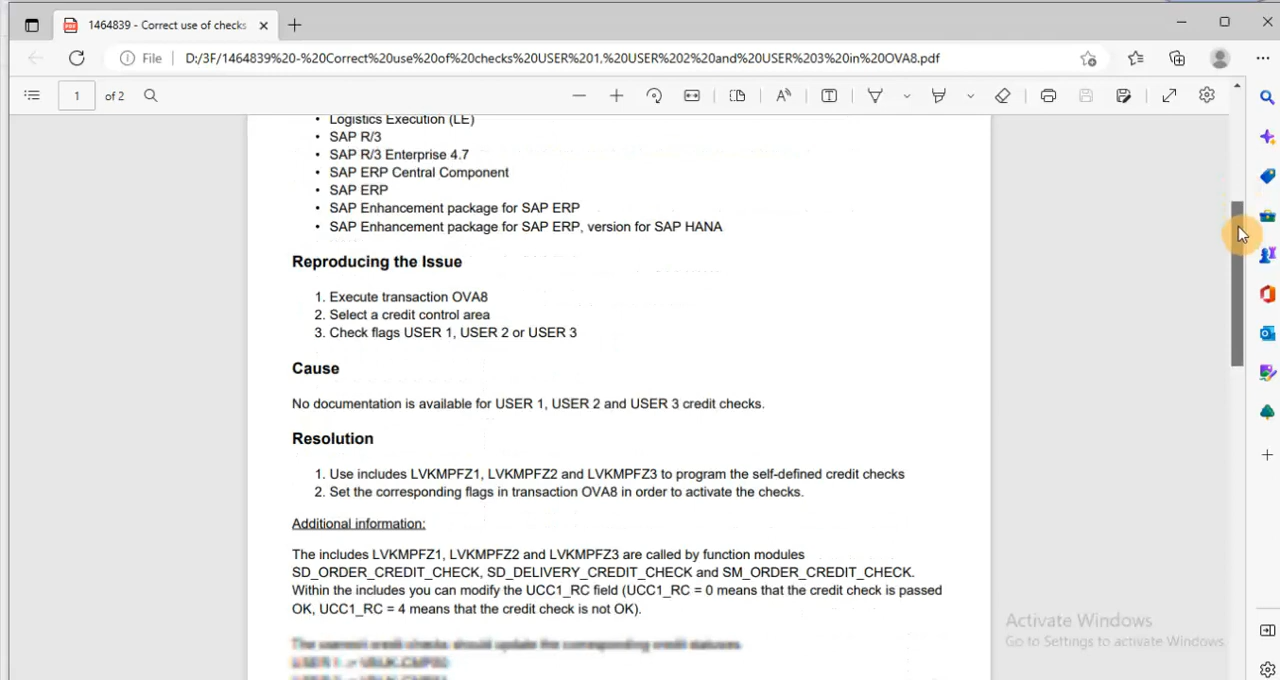 1464839 - Correct use of checks
File
D:/3F/1464839%20-%20Correct%20use%20of%20checks%20USER%201,%20USER%202%20and%20USER%203%20in%20OVA8.pdf
1 of 2
• Logistics Execution (LE)
• SAP R/3
• SAP R/3 Enterprise 4.7
• SAP ERP Central Component
• SAP ERP
• SAP Enhancement package for SAP ERP
• SAP Enhancement package for SAP ERP, version for SAP HANA
Reproducing the Issue
1. Execute transaction OVA8
2. Select a credit control area
3. Check flags USER 1, USER 2 or USER 3
Cause
No documentation is available for USER 1, USER 2 and USER 3 credit checks.
Resolution
1. Use includes LVKMPFZ1, LVKMPFZ2 and LVKMPFZ3 to program the self-defined credit checks
2. Set the corresponding flags in transaction OVA8 in order to activate the checks.
Additional information:
The includes LVKMPFZ1, LVKMPFZ2 and LVKMPFZ3 are called by function modules
SD_ORDER_CREDIT_CHECK, SD_DELIVERY_CREDIT_CHECK and SM_ORDER_CREDIT_CHECK.
Within the includes you can modify the UCC1_RC field (UCC1_RC = 0 means that the credit check is passed
OK, UCC1_RC = 4 means that the credit check is not OK).
Activate Windows
Go to Settings to activate Windows.